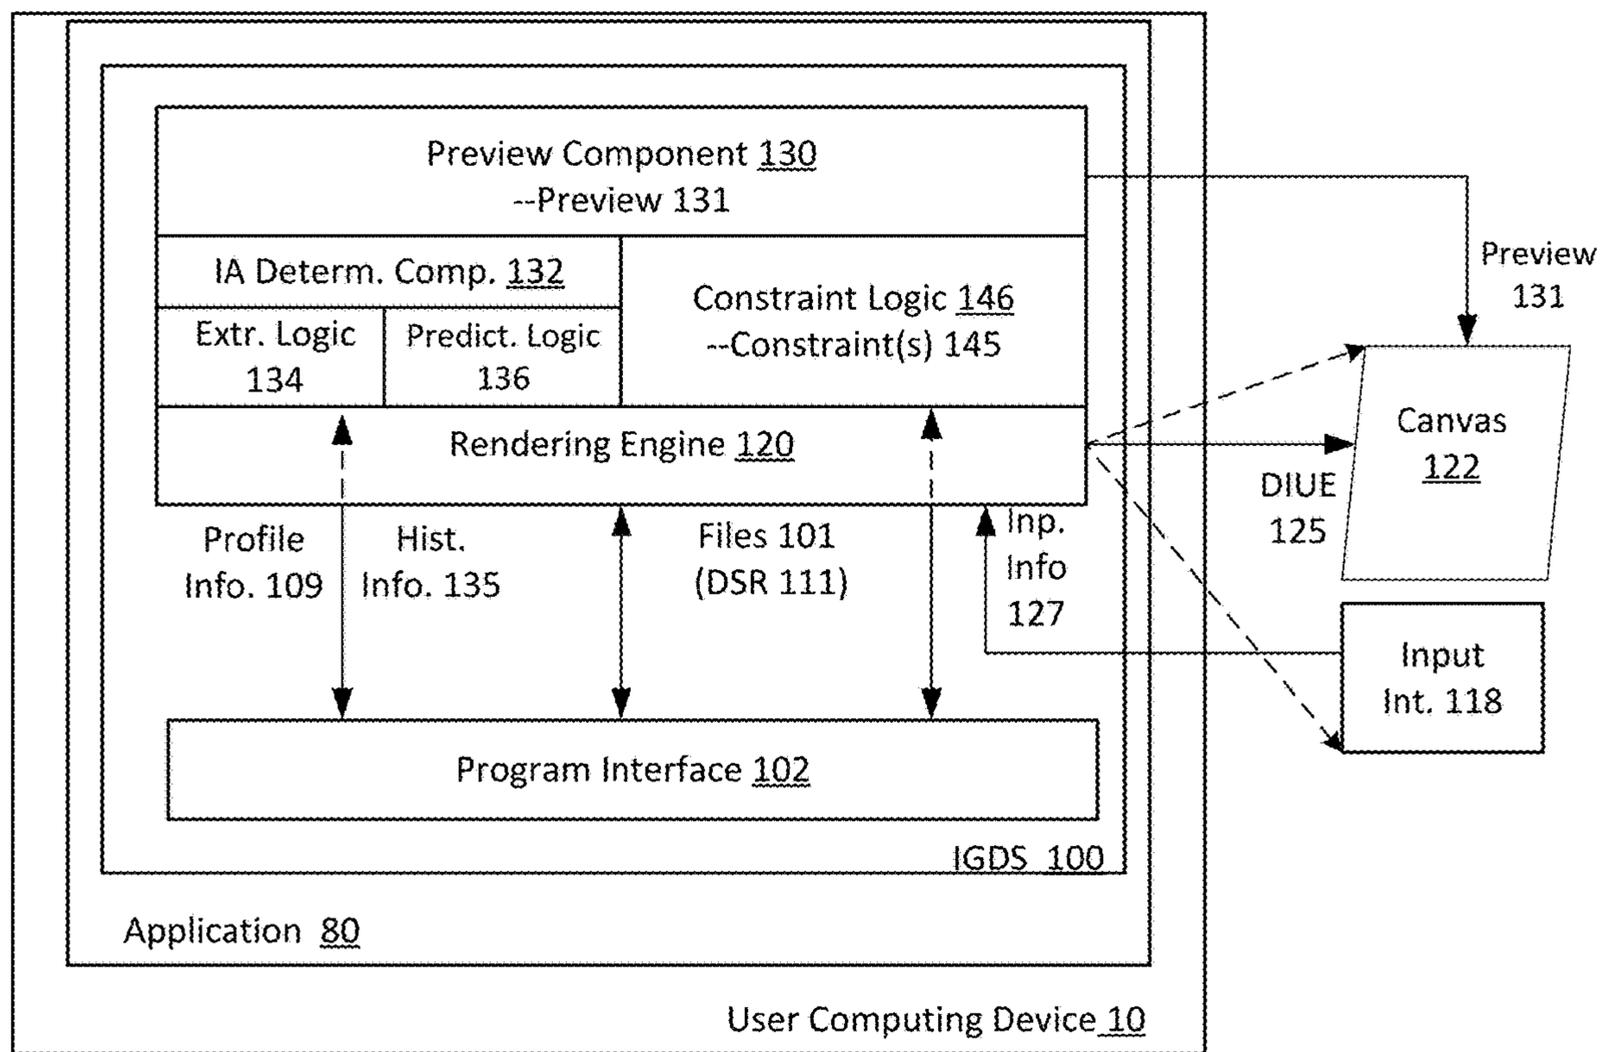 Preview Component 130
--Preview 131
IA Determ. Comp. 132
Extr. Logic
134
Predict. Logic
136
Constraint Logic 146
--Constraint(s) 145
Rendering Engine 120
Profile
Info. 109
Hist.
Info. 135
Files 101
(DSR 111)
Inp.
Info
127
Program Interface 102
IGDS 100
Application 80
User Computing Device 10
Preview
131
Canvas
122
DIUE
125
Input
Int. 118